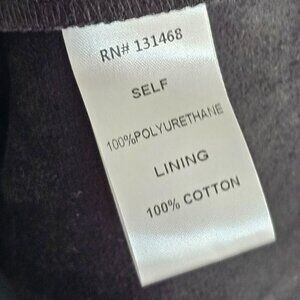 RN# 131468
SELF
100%POLYURETHANE
LINING
100% COTTON